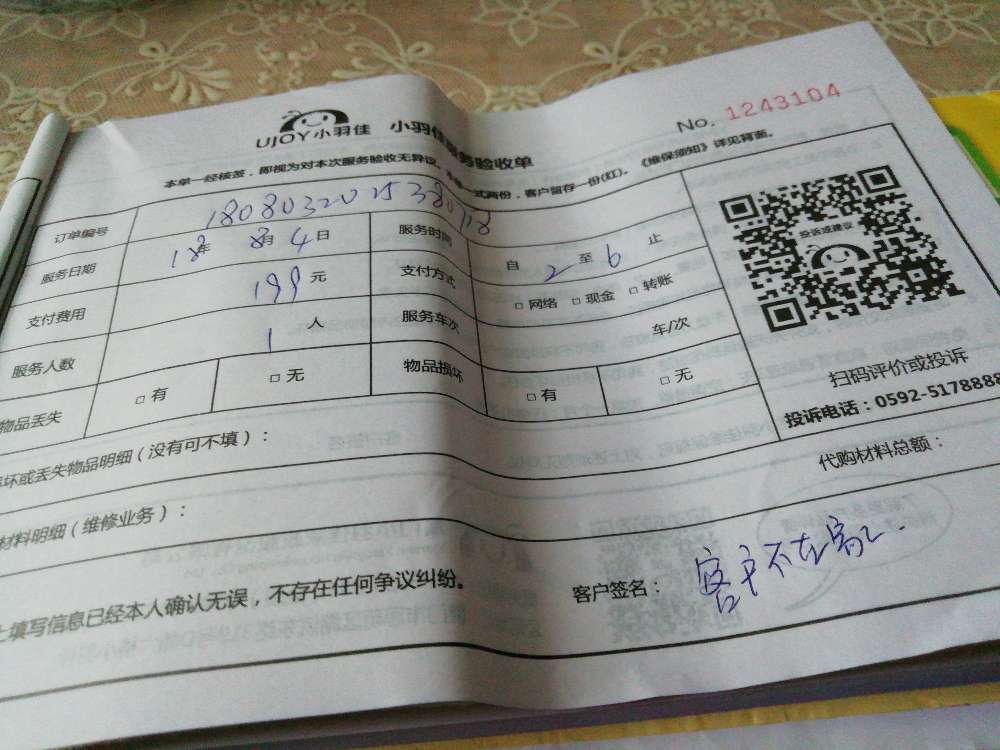 UJOY小羽佳 小羽佳服务验收单
No. 1243104
本单一经核签，即视为对本次服务验收无异议。本单一式两份，客户留存一份(红)。《维保须知》详见背面。
订单编号 服务时间 自 2 至 6 止
服务日期 18年 8月 4日 支付方式 □ 网络 □ 现金 □ 转账
支付费用 199 元 服务车次 车/次
服务人数 1 人 物品损坏 □ 有 □ 无
物品丢失 □ 有 □ 无
投诉或建议
扫码评价或投诉
投诉电话：0592-5178888
坏或丢失物品明细（没有可不填）：
材料明细（维修业务）： 代购材料总额：
上填写信息已经本人确认无误，不存在任何争议纠纷。 客户签名： 客户不在家